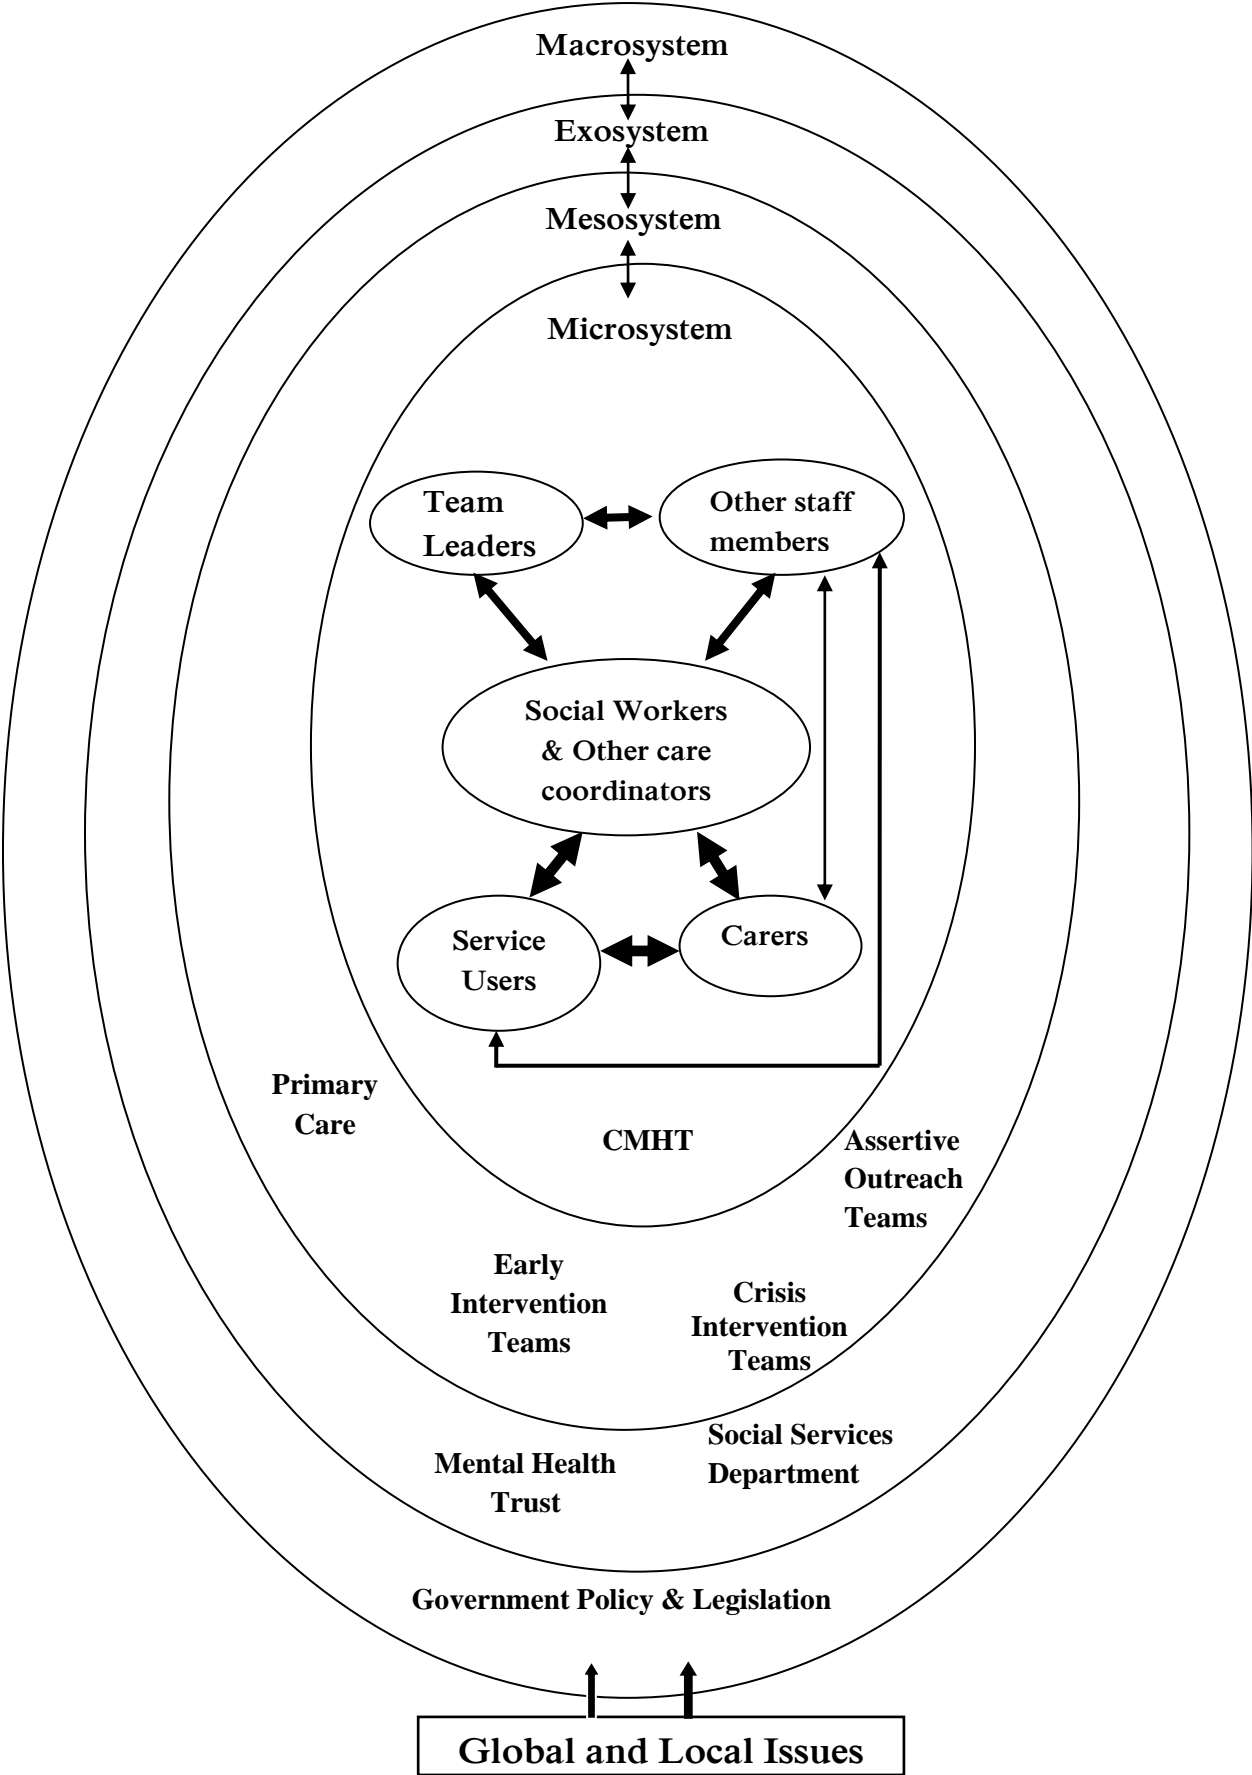 Macrosystem
Exosystem
Mesosystem
Microsystem
Team
Leaders
Other staff
members
Social Workers
& Other care
coordinators
Service
Users
Carers
Primary
Care
CMHT
Assertive
Outreach
Teams
Early
Intervention
Teams
Crisis
Intervention
Teams
Social Services
Department
Mental Health
Trust
Government Policy & Legislation
Global and Local Issues